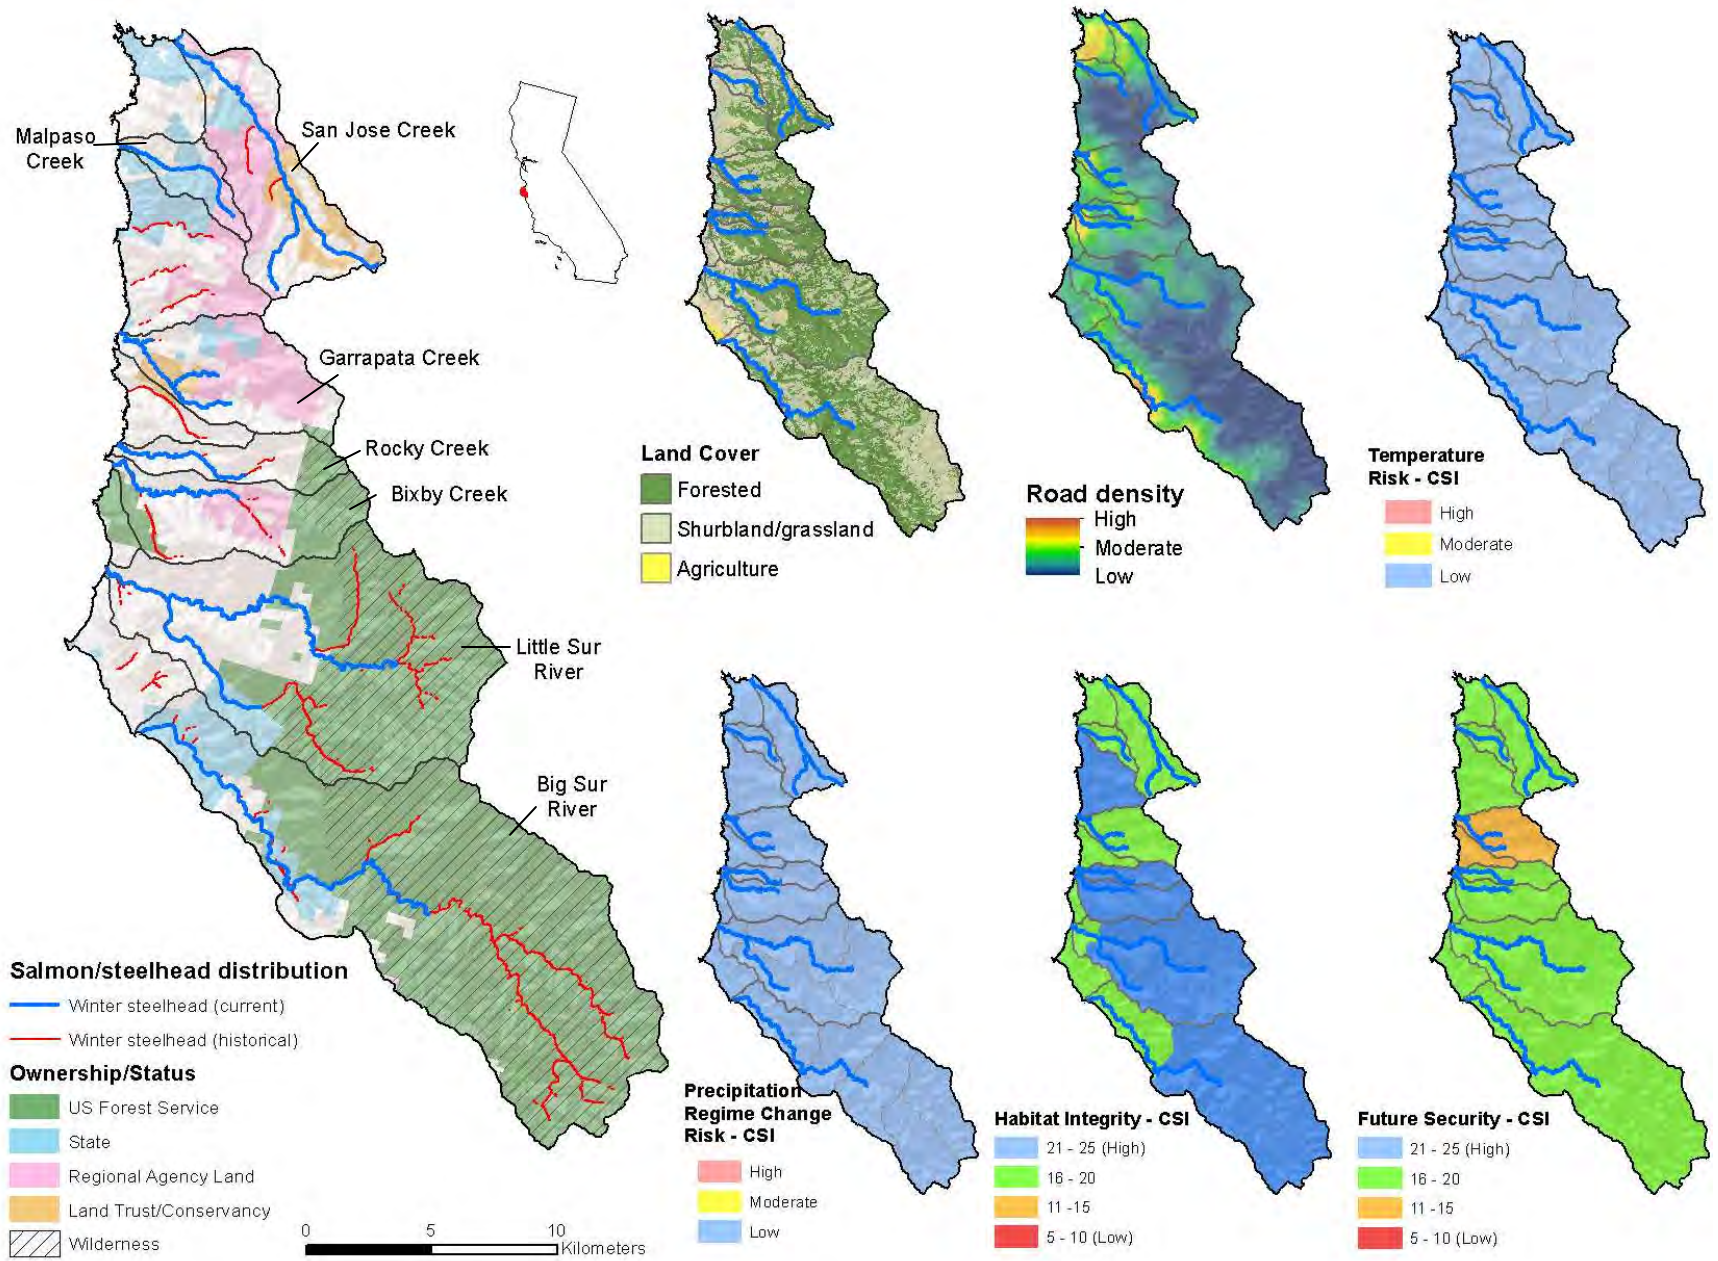 Malpaso
Creek
San Jose Creek
Garrapata Creek
Rocky Creek
Bixby Creek
Little Sur
River
Big Sur
River
Salmon/steelhead distribution
Winter steelhead (current)
Winter steelhead (historical)
Ownership/Status
US Forest Service
State
Regional Agency Land
Land Trust/Conservancy
Wilderness
0 5 10
Kilometers
Land Cover
Forested
Shurbland/grassland
Agriculture
Road density
High
Moderate
Low
Temperature
Risk - CSI
High
Moderate
Low
Precipitation
Regime Change
Risk - CSI
High
Moderate
Low
Habitat Integrity - CSI
21 - 25 (High)
16 - 20
11 -15
5 - 10 (Low)
Future Security - CSI
21 - 25 (High)
16 - 20
11 -15
5 - 10 (Low)